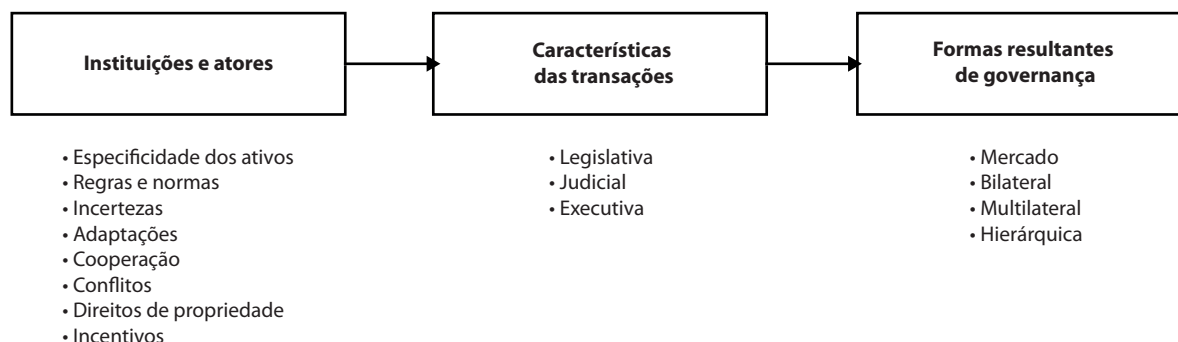 Instituições e atores
Características
das transações
Formas resultantes
de governança
• Especificidade dos ativos
• Regras e normas
• Incertezas
• Adaptações
• Cooperação
• Conflitos
• Direitos de propriedade
• Incentivos
• Legislativa
• Judicial
• Executiva
• Mercado
• Bilateral
• Multilateral
• Hierárquica